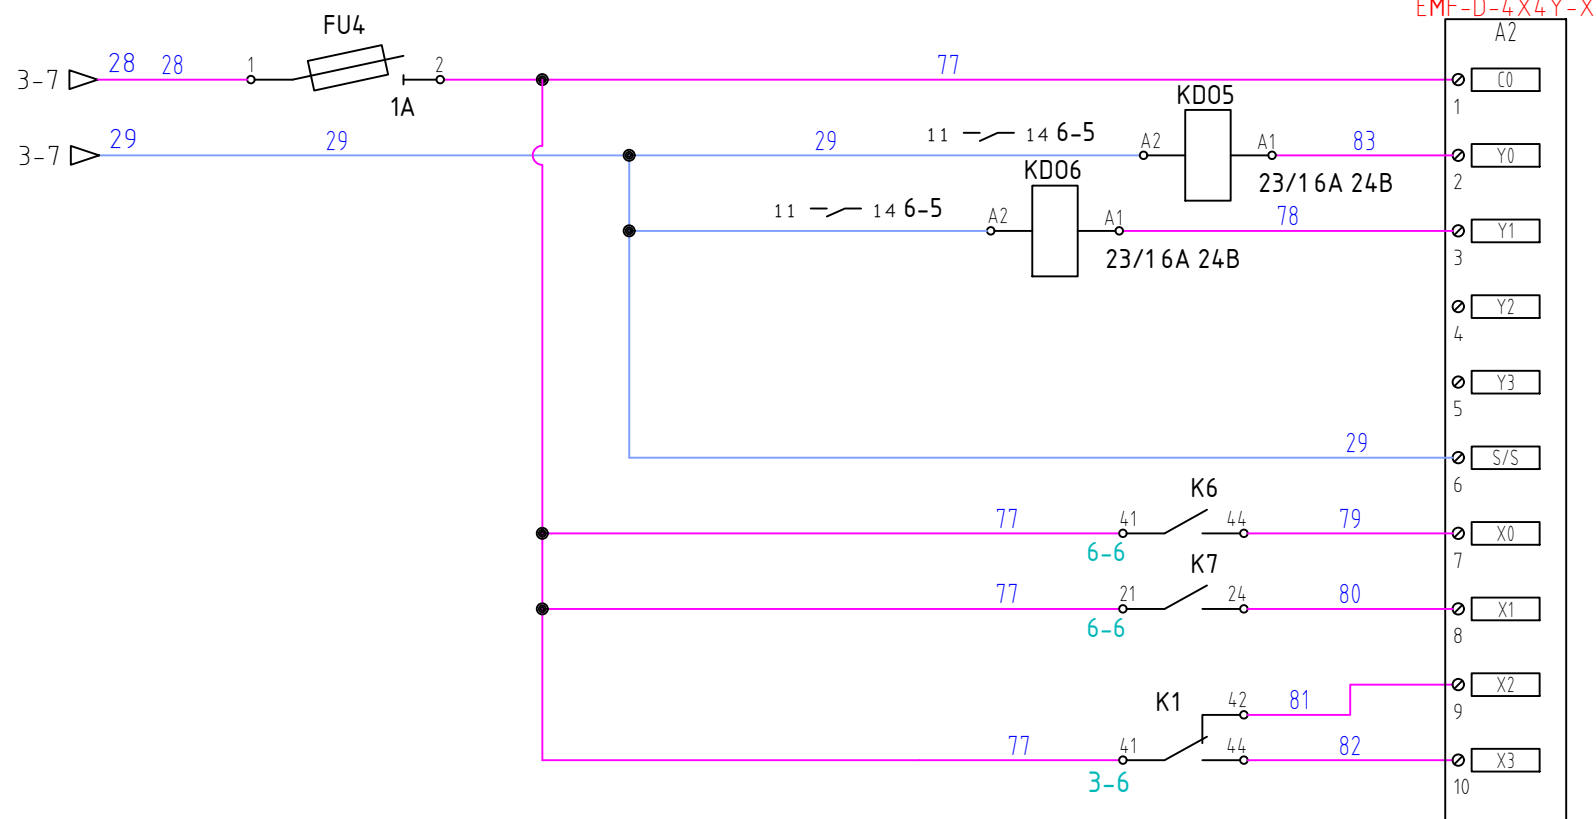 EMF-D-4X4Y-X
A2
FU4
3-7 28 28 1 2 77 C0
1A 1
KD05
3-7 29 29 29 11 14 6-5 A2 A1 83 Y0
23/16A 24B 2
KD06
11 14 6-5 A2 A1 78 Y1
23/16A 24B 3
Y2
4
Y3
5
29 S/S
6
K6
77 41 44 79 X0
6-6 7
K7
77 21 24 80 X1
6-6 8
X2
K1 42 81 9
77 41 44 82 X3
3-6 10